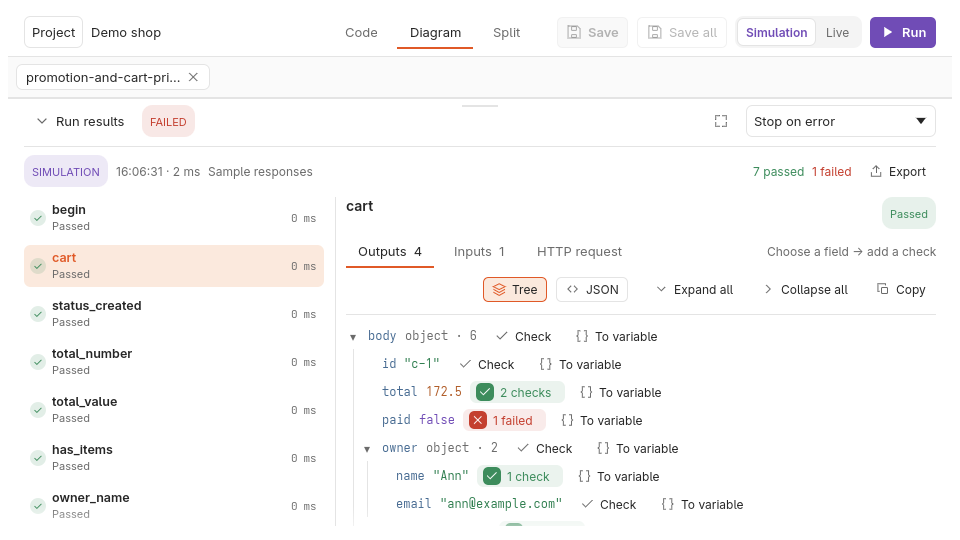 Project Demo shop Code Diagram Split Save Save all Simulation Live Run
promotion-and-cart-pri...
Run results FAILED Stop on error
SIMULATION 16:06:31 · 2 ms Sample responses 7 passed 1 failed Export
begin
Passed
0 ms
cart
Passed
0 ms
status_created
Passed
0 ms
total_number
Passed
0 ms
total_value
Passed
0 ms
has_items
Passed
0 ms
owner_name
Passed
0 ms
cart Passed
Outputs 4 Inputs 1 HTTP request Choose a field → add a check
Tree JSON Expand all Collapse all Copy
body object · 6 Check {} To variable
id "c-1" Check {} To variable
total 172.5 2 checks {} To variable
paid false 1 failed {} To variable
owner object · 2 Check {} To variable
name "Ann" 1 check {} To variable
email "ann@example.com" Check {} To variable